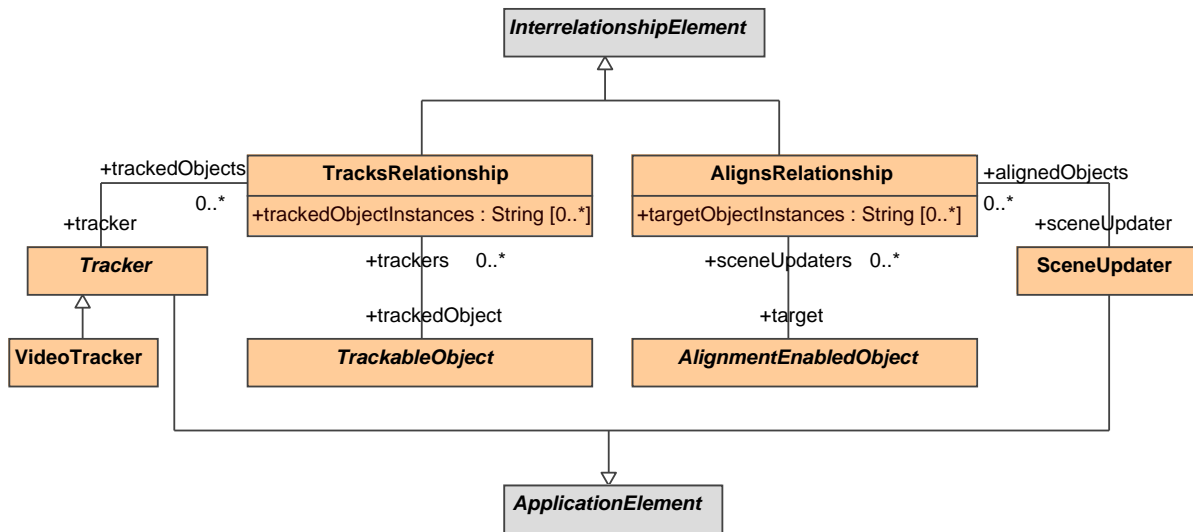 InterrelationshipElement
+trackedObjects
TracksRelationship
AlignsRelationship
+alignedObjects
0..*
+trackedObjectInstances : String [0..*]
+targetObjectInstances : String [0..*]
0..*
+tracker
+sceneUpdater
Tracker
+trackers 0..*
+sceneUpdaters 0..*
SceneUpdater
+trackedObject
+target
VideoTracker
TrackableObject
AlignmentEnabledObject
ApplicationElement